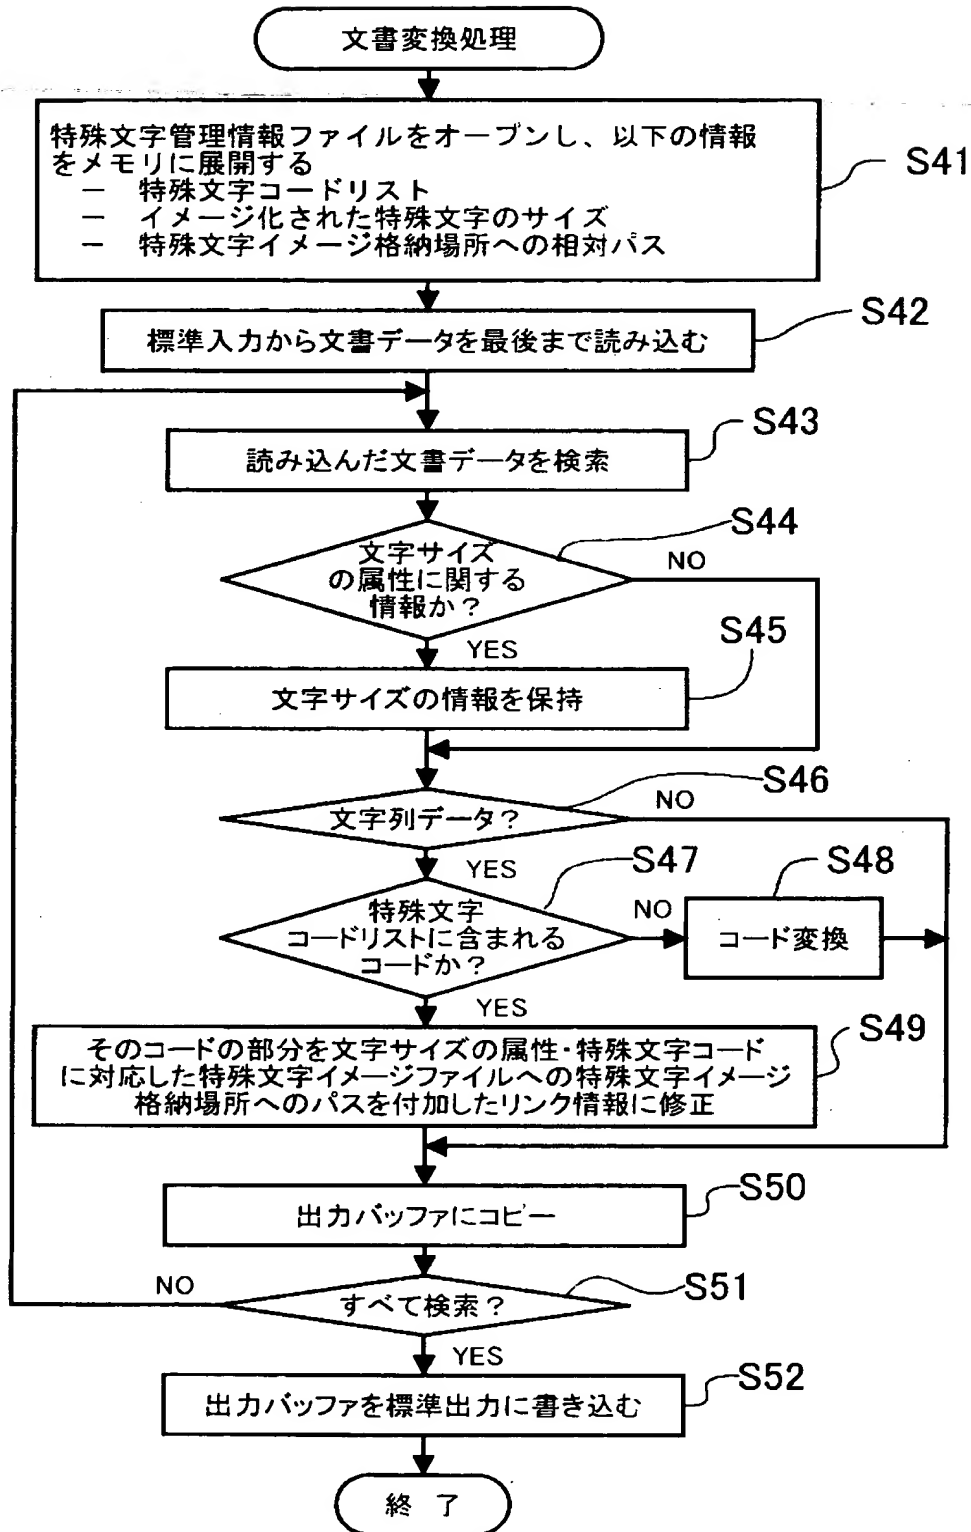 文書変換処理
特殊文字管理情報ファイルをオープンし、以下の情報
をメモリに展開する
－ 特殊文字コードリスト
－ イメージ化された特殊文字のサイズ
－ 特殊文字イメージ格納場所への相対パス
S41
標準入力から文書データを最後まで読み込む
S42
読み込んだ文書データを検索
S43
文字サイズ
の属性に関する
情報か？
S44
NO
YES
文字サイズの情報を保持
S45
文字列データ？
S46
NO
YES
特殊文字
コードリストに含まれる
コードか？
S47
NO
コード変換
S48
YES
そのコードの部分を文字サイズの属性・特殊文字コード
に対応した特殊文字イメージファイルへの特殊文字イメージ
格納場所へのパスを付加したリンク情報に修正
S49
出力バッファにコピー
S50
すべて検索？
S51
NO
YES
出力バッファを標準出力に書き込む
S52
終 了